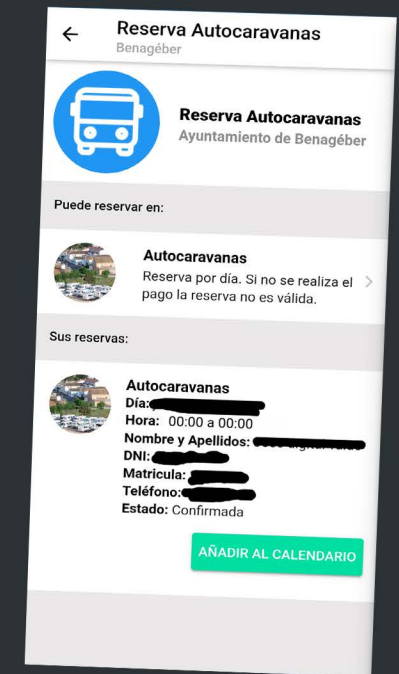 Reserva Autocaravanas
Benagéber
Reserva Autocaravanas
Ayuntamiento de Benagéber
Puede reservar en:
Autocaravanas
Reserva por día. Si no se realiza el
pago la reserva no es válida.
Sus reservas:
Autocaravanas
Día:
Hora: 00:00 a 00:00
Nombre y Apellidos:
DNI:
Matricula:
Teléfono:
Estado: Confirmada
AÑADIR AL CALENDARIO